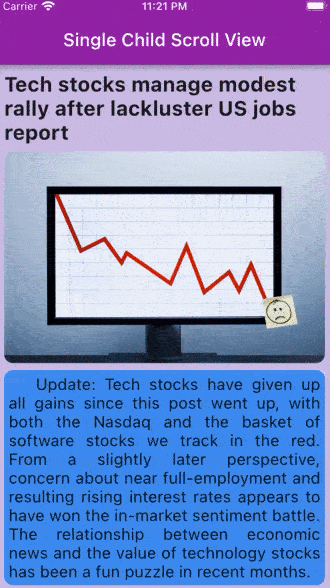 Carrier 11:21 PM
Single Child Scroll View
Tech stocks manage modest
rally after lackluster US jobs
report
Update: Tech stocks have given up
all gains since this post went up, with
both the Nasdaq and the basket of
software stocks we track in the red.
From a slightly later perspective,
concern about near full-employment and
resulting rising interest rates appears to
have won the in-market sentiment battle.
The relationship between economic
news and the value of technology stocks
has been a fun puzzle in recent months.